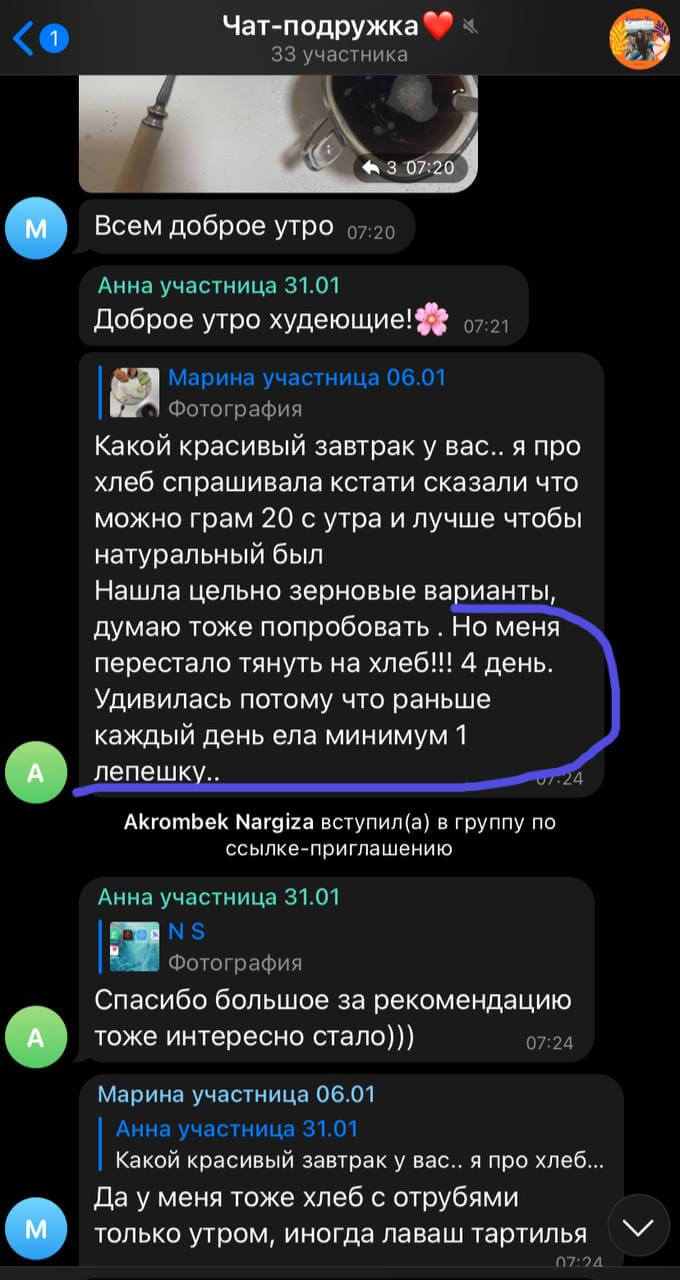 1
Чат-подружка❤️
33 участника
3 07:20
М
Всем доброе утро 07:20
Анна участница 31.01
Доброе утро худеющие!🌸 07:21
Марина участница 06.01
Фотография
Какой красивый завтрак у вас.. я про
хлеб спрашивала кстати сказали что
можно грам 20 с утра и лучше чтобы
натуральный был
Нашла цельно зерновые варианты,
думаю тоже попробовать . Но меня
перестало тянуть на хлеб!!! 4 день.
Удивилась потому что раньше
каждый день ела минимум 1
лепешку.. 07:24
А
Akrombek Nargiza вступил(а) в группу по
ссылке-приглашению
Анна участница 31.01
N S
Фотография
Спасибо большое за рекомендацию
тоже интересно стало))) 07:24
А
Марина участница 06.01
Анна участница 31.01
Какой красивый завтрак у вас.. я про хлеб...
Да у меня тоже хлеб с отрубями
только утром, иногда лаваш тартилья
07:24
М